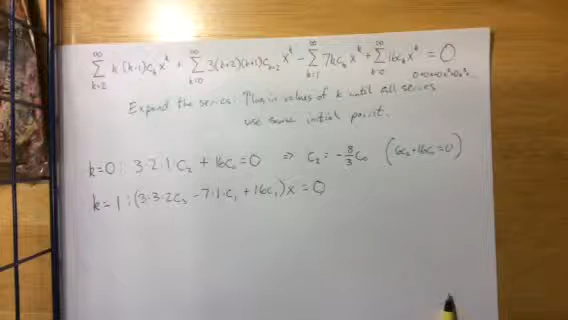 ∞ ∞ ∞ ∞
∑ k·(k-1)c_k x^k + ∑ 3(k+2)(k+1)c_{k+2} x^k - ∑ 7kc_k x^k + ∑ 16c_k x^k = 0
k=2 k=0 k=1 k=0
Expand the series. Plug in values of k until all series
use same initial point.
k=0: 3·2·1 c_2 + 16c_0 = 0 ⇒ c_2 = -8/3 c_0 (6c_2+16c_0=0)
k=1: (3·3·2c_3 - 7·1·c_1 + 16c_1)x = 0